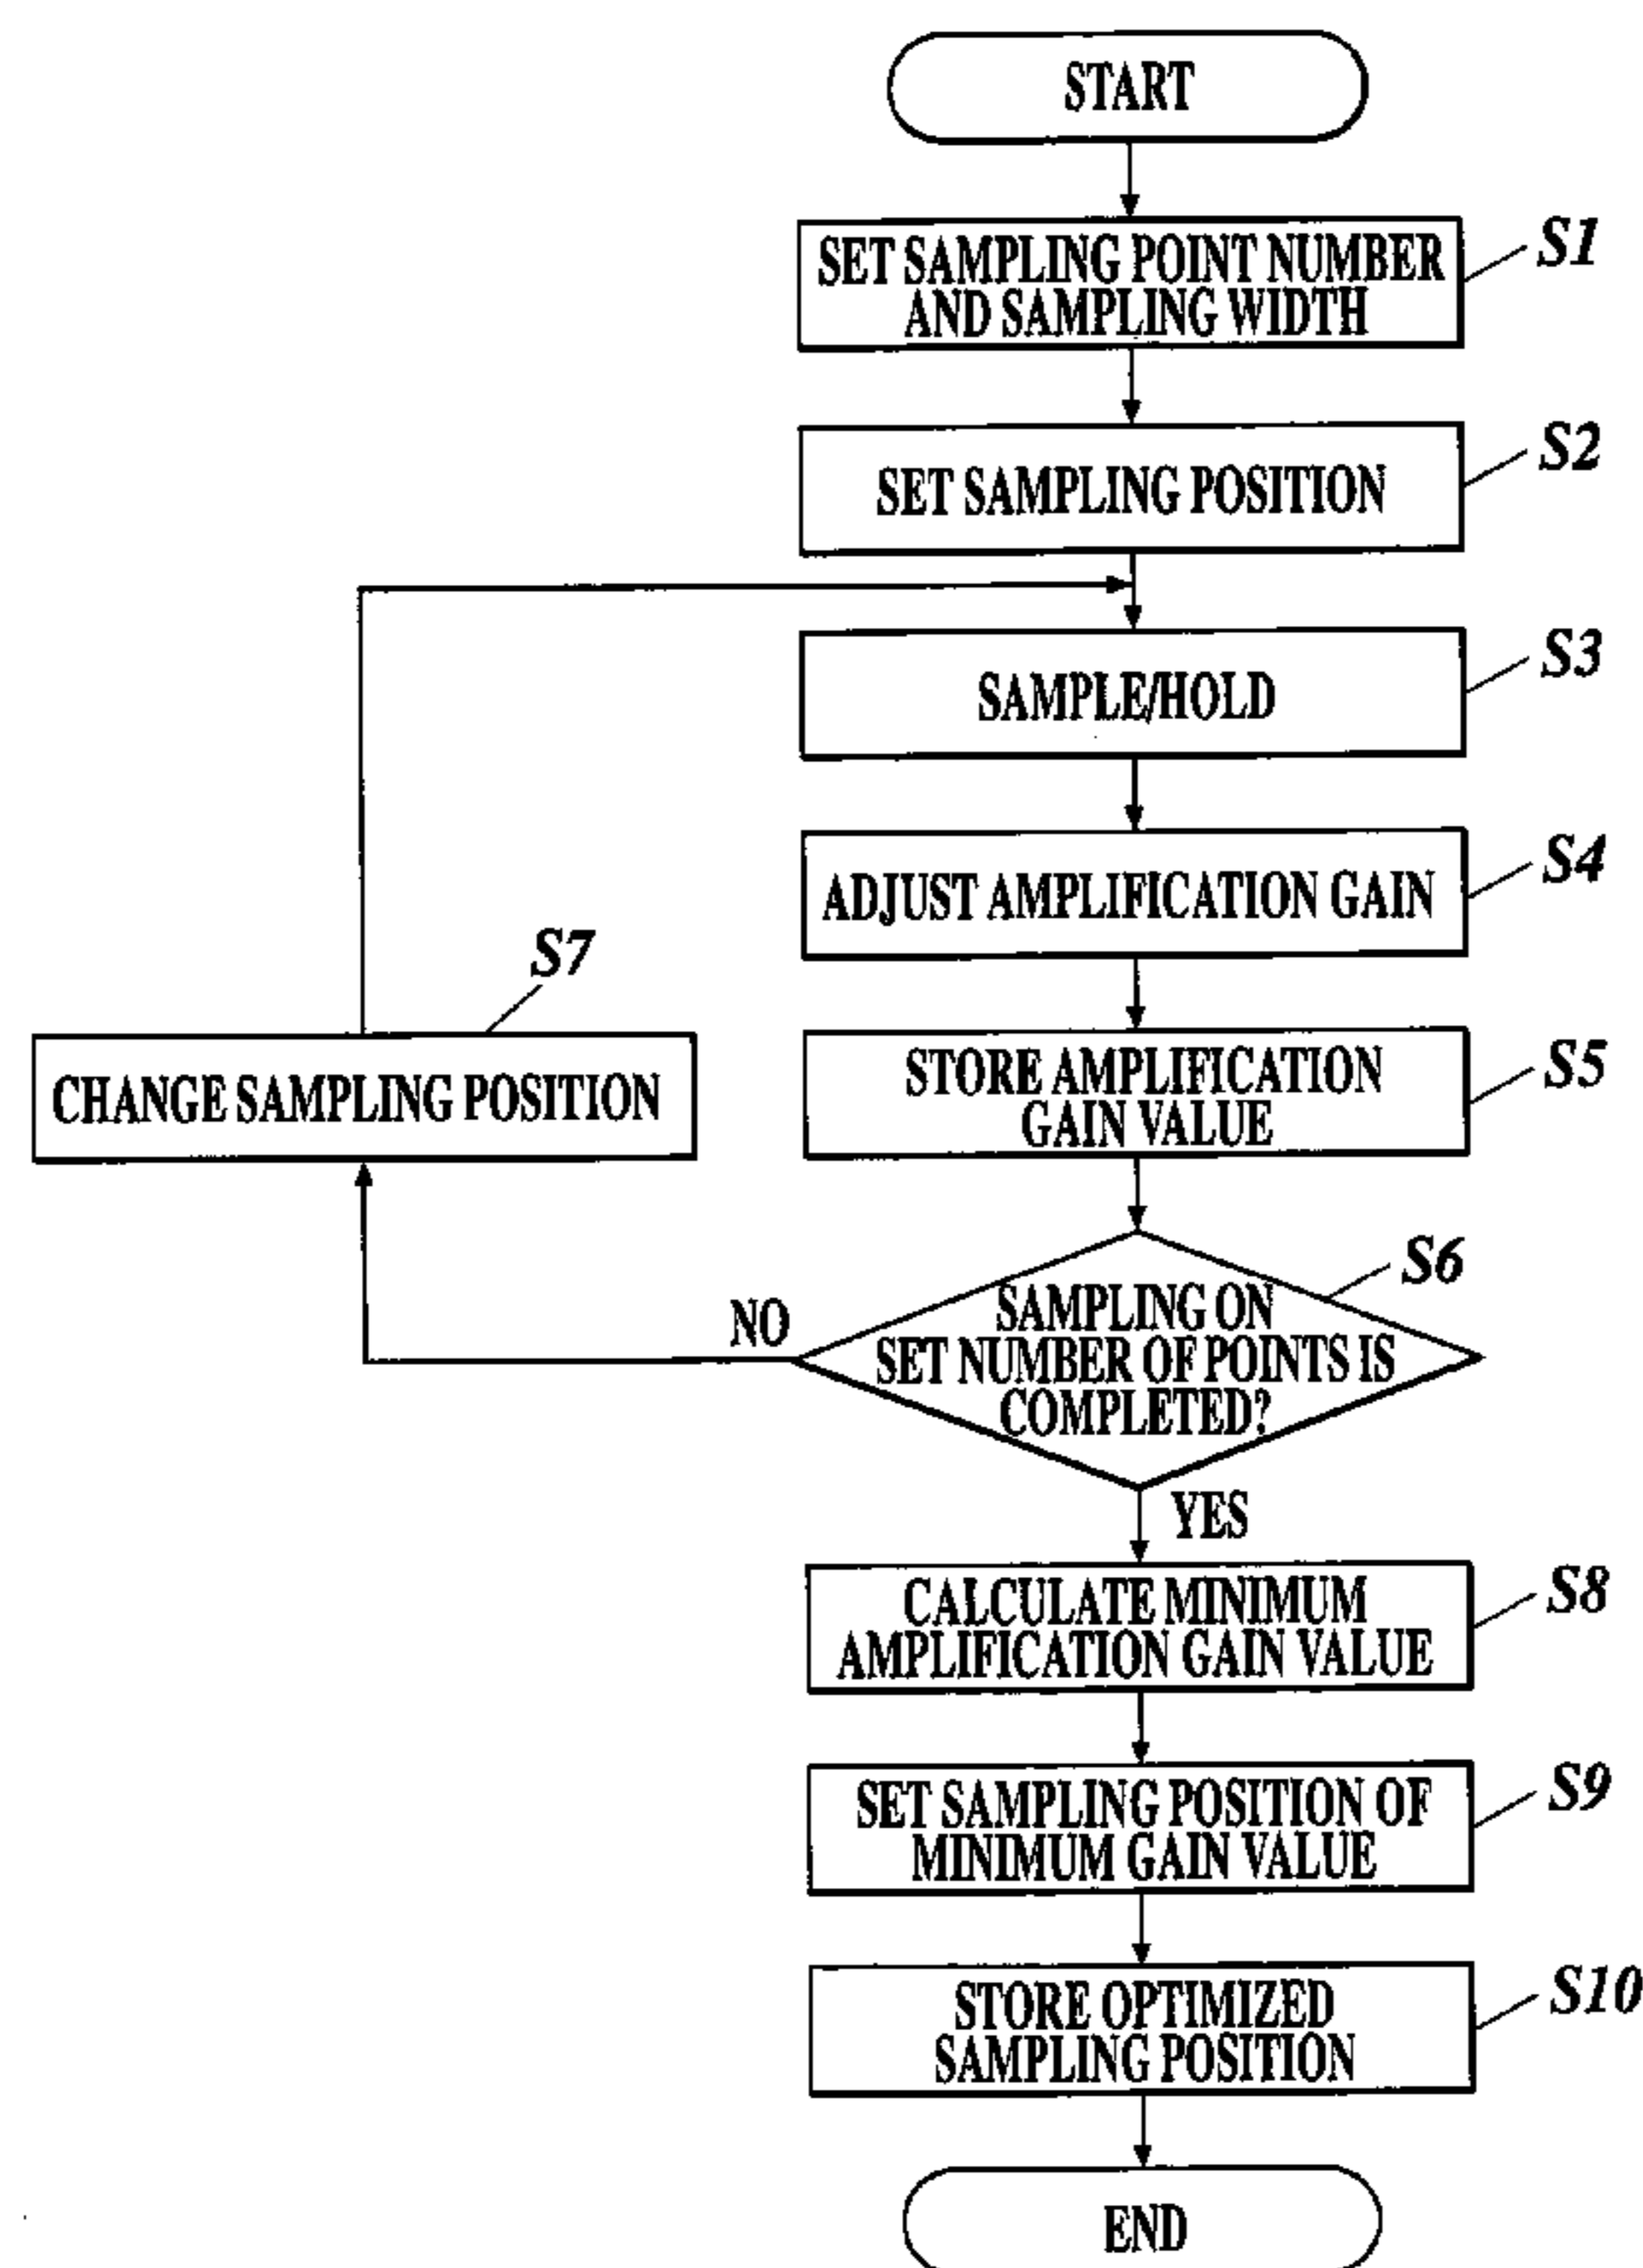 START
SET SAMPLING POINT NUMBER
AND SAMPLING WIDTH
S1
SET SAMPLING POSITION
S2
SAMPLE/HOLD
S3
ADJUST AMPLIFICATION GAIN
S4
S7
CHANGE SAMPLING POSITION
STORE AMPLIFICATION
GAIN VALUE
S5
SAMPLING ON
SET NUMBER OF POINTS IS
COMPLETED?
S6
NO
YES
CALCULATE MINIMUM
AMPLIFICATION GAIN VALUE
S8
SET SAMPLING POSITION OF
MINIMUM GAIN VALUE
S9
STORE OPTIMIZED
SAMPLING POSITION
S10
END